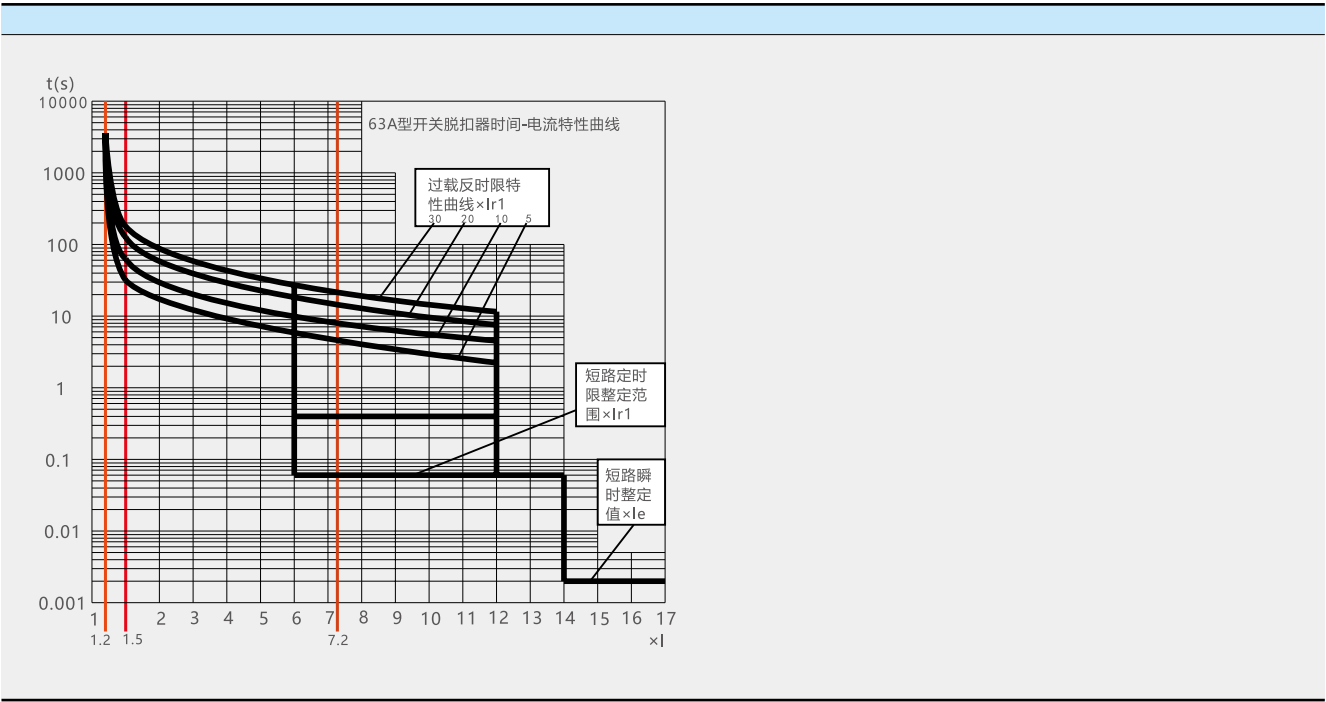 t(s)
10000
63A型开关脱扣器时间-电流特性曲线
1000
过载反时限特
性曲线×Ir1
30 20 10 5
100
10
短路定时
限整定范
围×Ir1
1
0.1
短路瞬
时整定
值×Ie
0.01
0.001
1 2 3 4 5 6 7 8 9 10 11 12 13 14 15 16 17
1.2 1.5 7.2 ×I